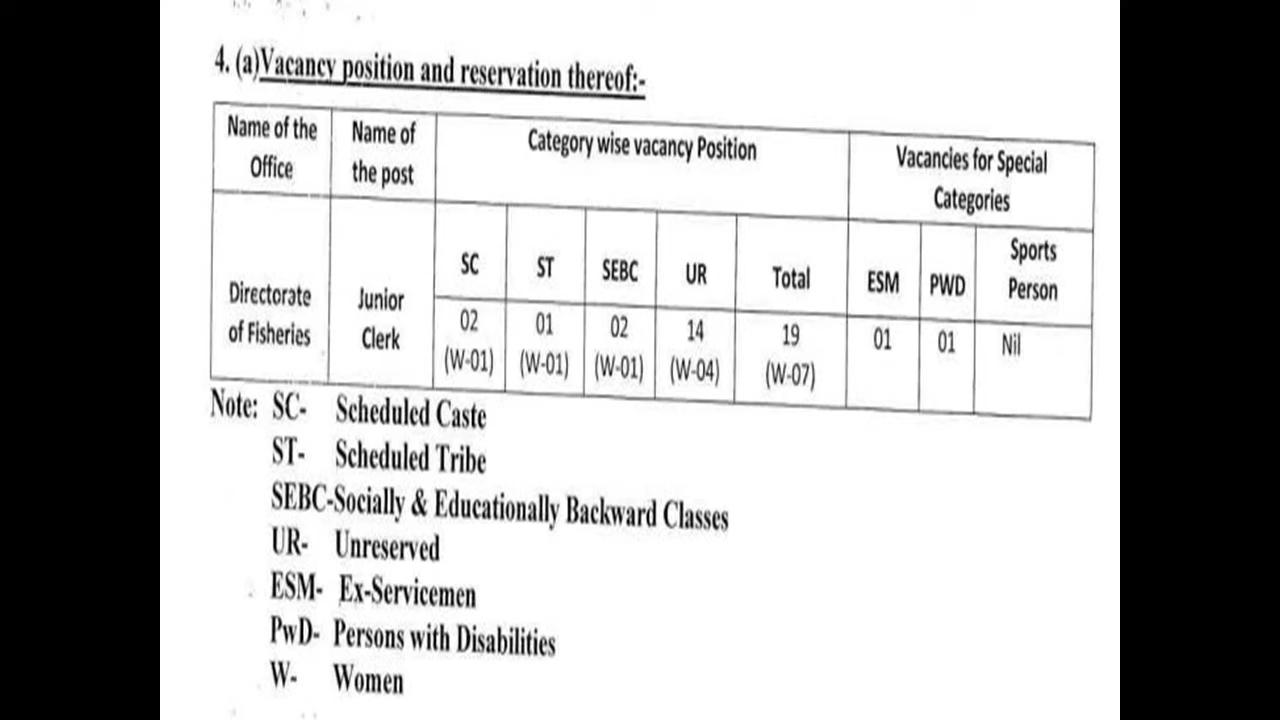 4. (a)Vacancy position and reservation thereof:-
Name of the Office Name of the post Category wise vacancy Position Vacancies for Special Categories
SC ST SEBC UR Total ESM PWD Sports Person
Directorate of Fisheries Junior Clerk 02 (W-01) 01 (W-01) 02 (W-01) 14 (W-04) 19 (W-07) 01 01 Nil
Note: SC- Scheduled Caste
ST- Scheduled Tribe
SEBC-Socially & Educationally Backward Classes
UR- Unreserved
ESM- Ex-Servicemen
PwD- Persons with Disabilities
W- Women